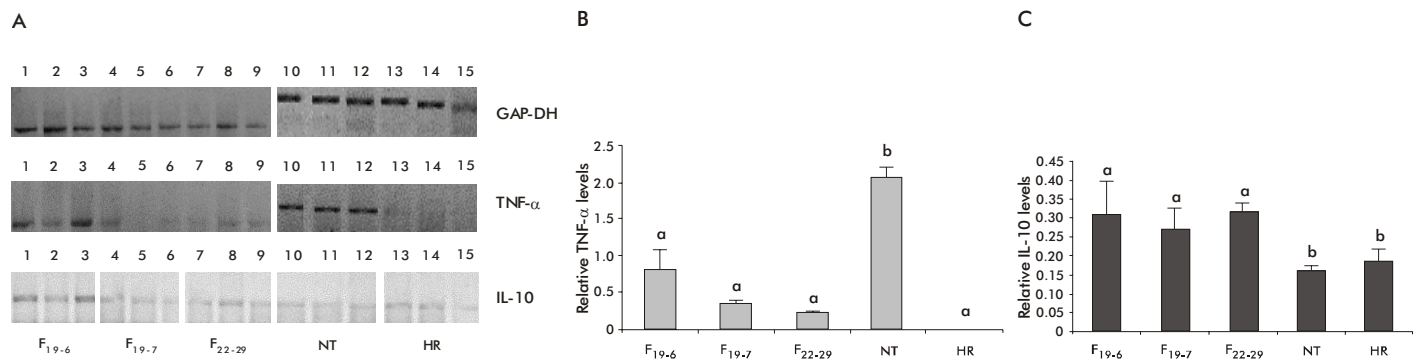 A
1 2 3 4 5 6 7 8 9 10 11 12 13 14 15
GAP-DH
1 2 3 4 5 6 7 8 9 10 11 12 13 14 15
TNF-α
1 2 3 4 5 6 7 8 9 10 11 12 13 14 15
IL-10
F19-6 F19-7 F22-29 NT HR
B
Relative TNF-α levels
2.5
2.0
1.5
1.0
0.5
0
a a a b a
F19-6 F19-7 F22-29 NT HR
C
Relative IL-10 levels
0.45
0.40
0.35
0.30
0.25
0.20
0.15
0.10
0.05
0
a a a b b
F19-6 F19-7 F22-29 NT HR